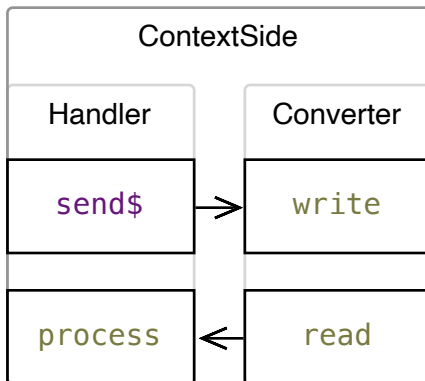 ContextSide
Handler Converter
send$ write
process read